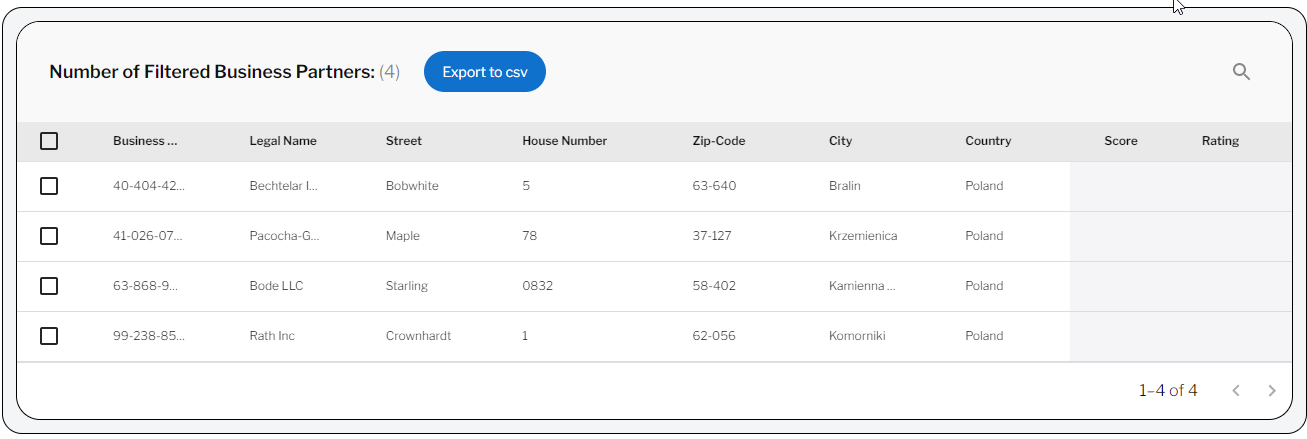 Number of Filtered Business Partners: (4) Export to csv
Business ... Legal Name Street House Number Zip-Code City Country Score Rating
40-404-42... Bechtelar I... Bobwhite 5 63-640 Bralin Poland
41-026-07... Pacocha-G... Maple 78 37-127 Krzemienica Poland
63-868-9... Bode LLC Starling 0832 58-402 Kamienna ... Poland
99-238-85... Rath Inc Crownhardt 1 62-056 Komorniki Poland
1–4 of 4